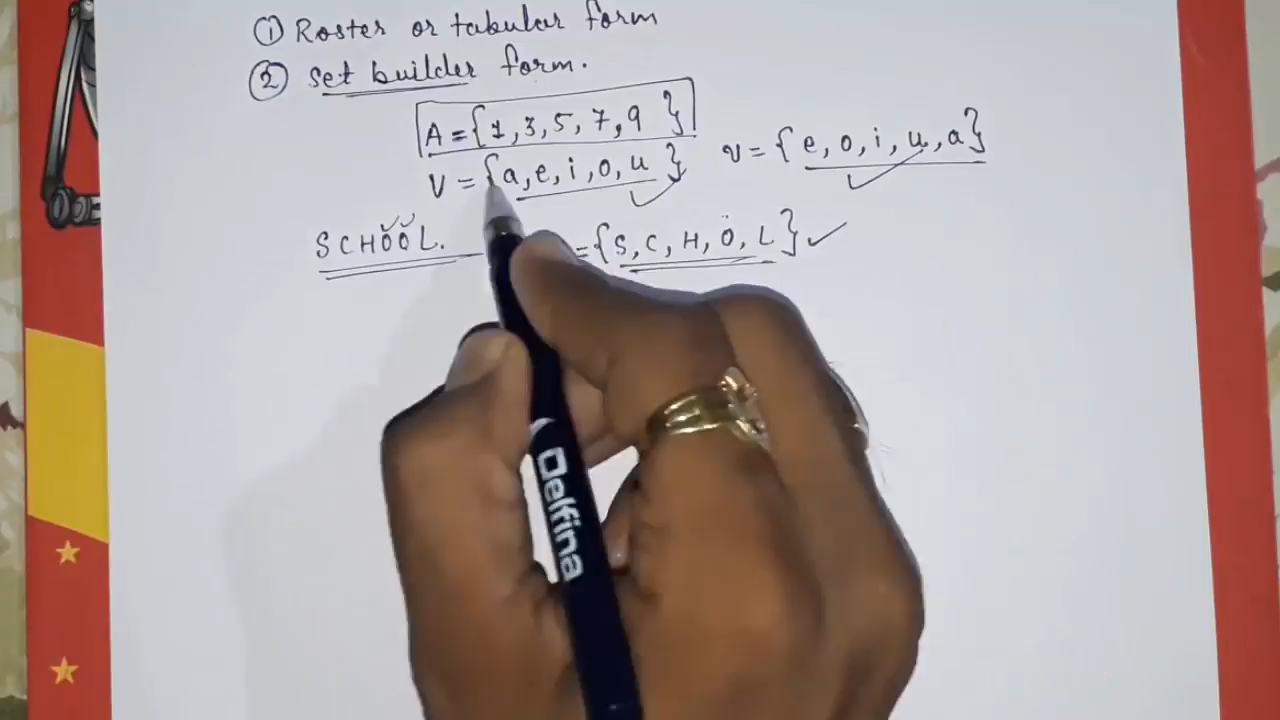 ① Roster or tabular form
② Set builder form.
A = {1, 3, 5, 7, 9}
V = {a, e, i, o, u}
v = {e, o, i, u, a}
SCHOOL.
= {S, C, H, O, L} ✓
Delfina